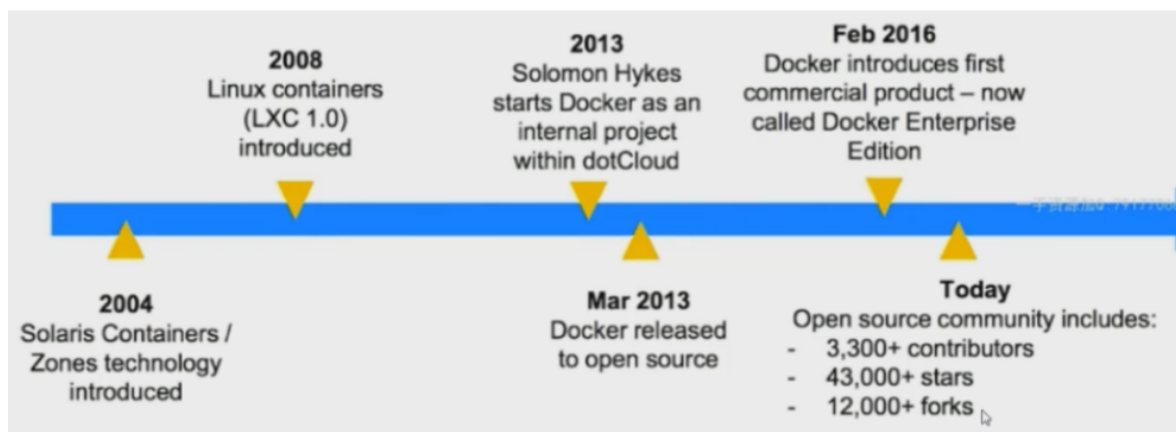 2008
Linux containers
(LXC 1.0)
introduced
2013
Solomon Hykes
starts Docker as an
internal project
within dotCloud
Feb 2016
Docker introduces first
commercial product – now
called Docker Enterprise
Edition
2004
Solaris Containers /
Zones technology
introduced
Mar 2013
Docker released
to open source
Today
Open source community includes:
- 3,300+ contributors
- 43,000+ stars
- 12,000+ forks